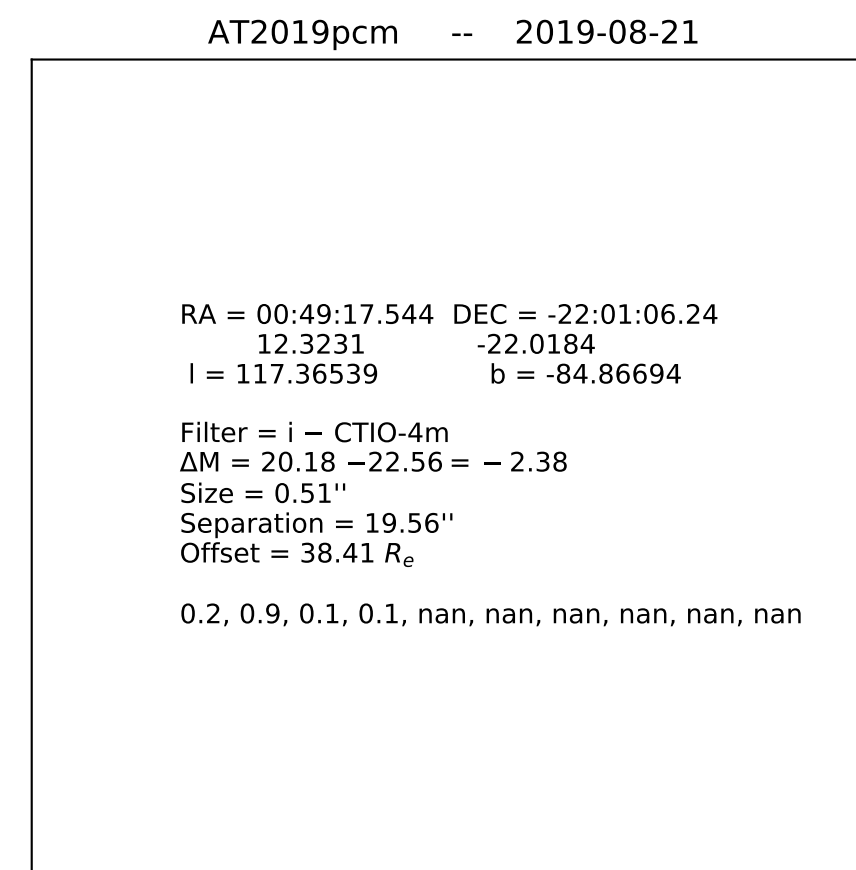 AT2019pcm -- 2019-08-21
RA = 00:49:17.544 DEC = -22:01:06.24
12.3231 -22.0184
l = 117.36539 b = -84.86694
Filter = i − CTIO-4m
ΔM = 20.18 −22.56 = − 2.38
Size = 0.51''
Separation = 19.56''
Offset = 38.41 Re
0.2, 0.9, 0.1, 0.1, nan, nan, nan, nan, nan, nan